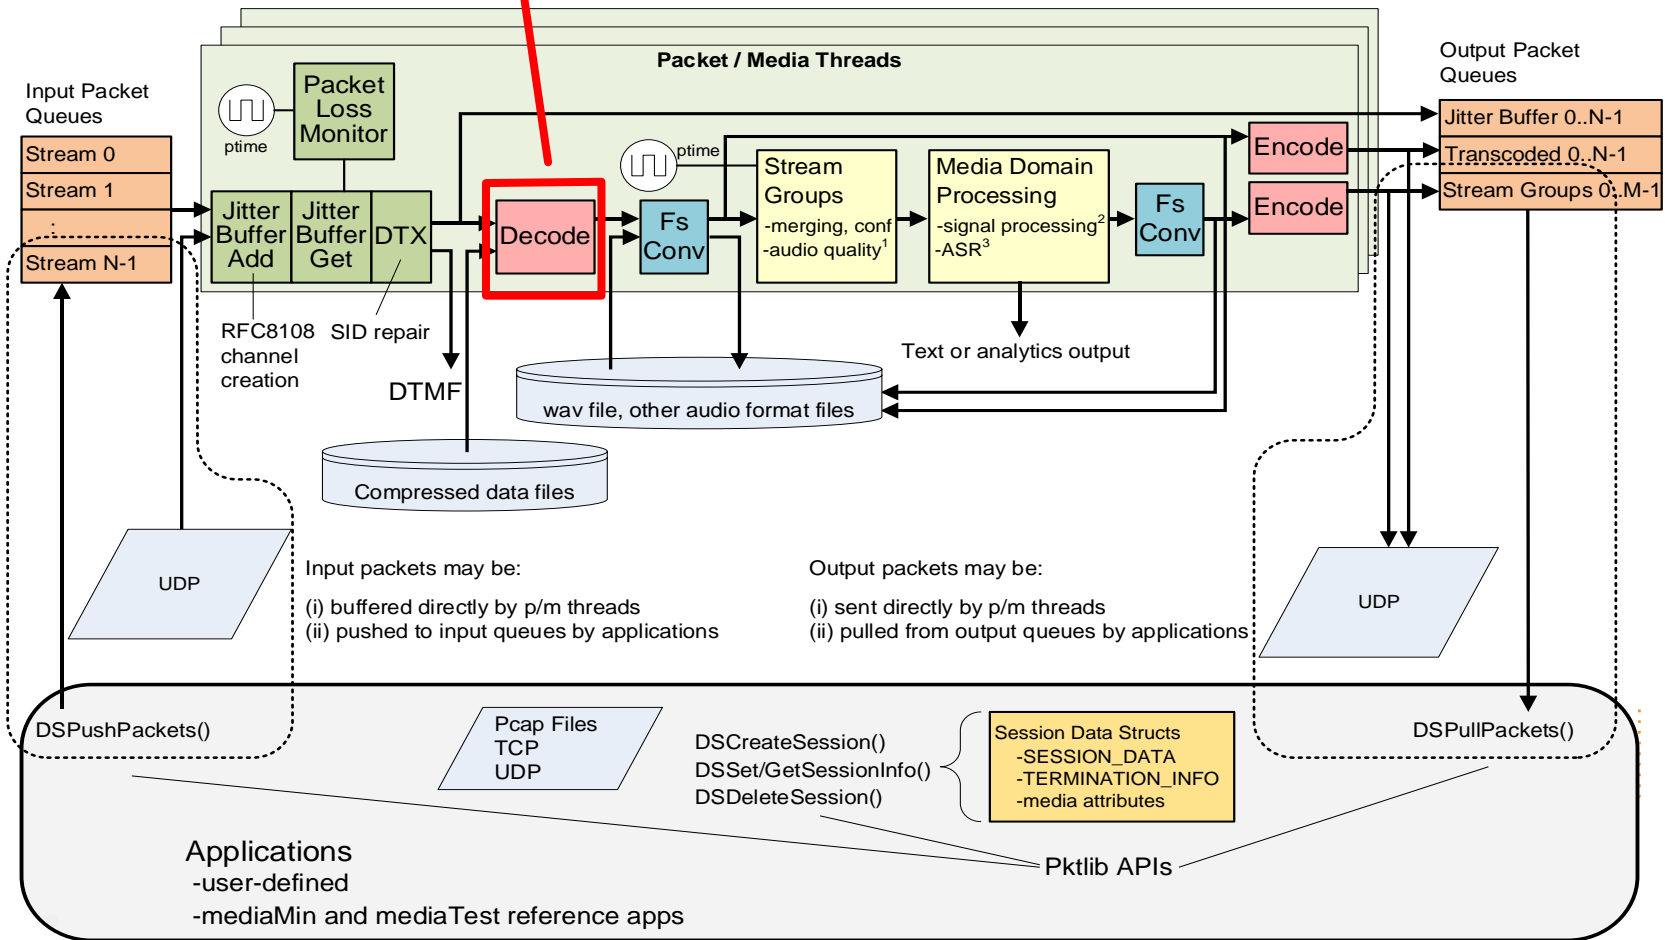 Packet / Media Threads
Input Packet
Queues
Stream 0
Stream 1
:
Stream N-1
ptime
Packet
Loss
Monitor
Jitter
Buffer
Add
Jitter
Buffer
Get
DTX
RFC8108
channel
creation
SID repair
DTMF
Decode
Fs
Conv
ptime
Stream
Groups
-merging, conf
-audio quality¹
Media Domain
Processing
-signal processing²
-ASR³
Fs
Conv
Encode
Encode
Output Packet
Queues
Jitter Buffer 0..N-1
Transcoded 0..N-1
Stream Groups 0..M-1
Text or analytics output
wav file, other audio format files
Compressed data files
UDP
Input packets may be:
(i) buffered directly by p/m threads
(ii) pushed to input queues by applications
Output packets may be:
(i) sent directly by p/m threads
(ii) pulled from output queues by applications
UDP
DSPushPackets()
Pcap Files
TCP
UDP
DSCreateSession()
DSSet/GetSessionInfo()
DSDeleteSession()
Session Data Structs
-SESSION_DATA
-TERMINATION_INFO
-media attributes
DSPullPackets()
Pktlib APIs
Applications
-user-defined
-mediaMin and mediaTest reference apps